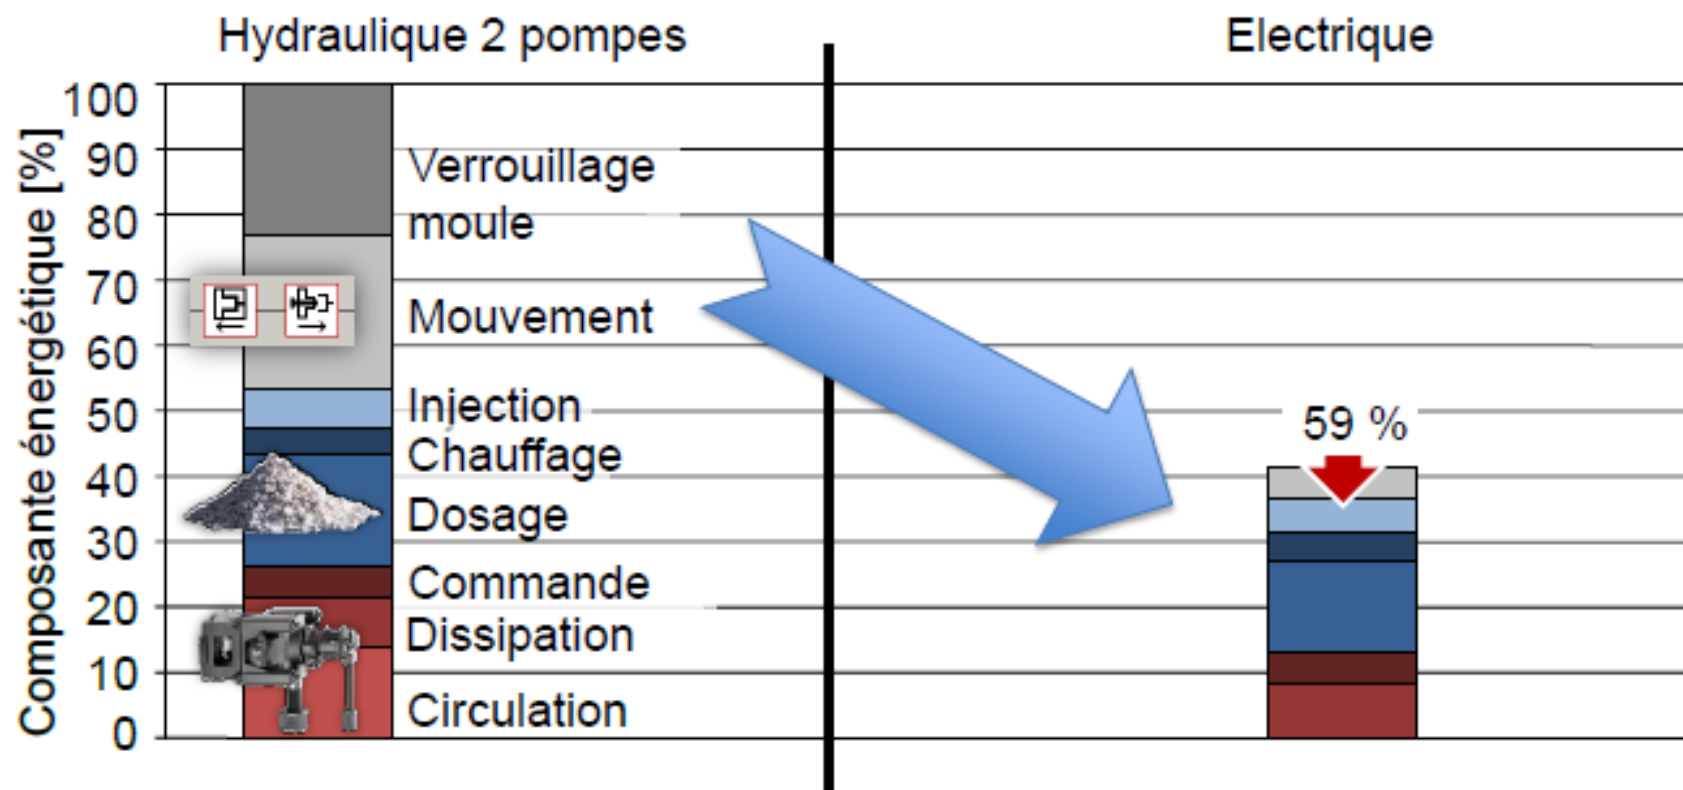 Hydraulique 2 pompes
Electrique
Composante énergétique [%]
100
90
80
70
60
50
40
30
20
10
0
Verrouillage
moule
Mouvement
Injection
Chauffage
Dosage
Commande
Dissipation
Circulation
59 %